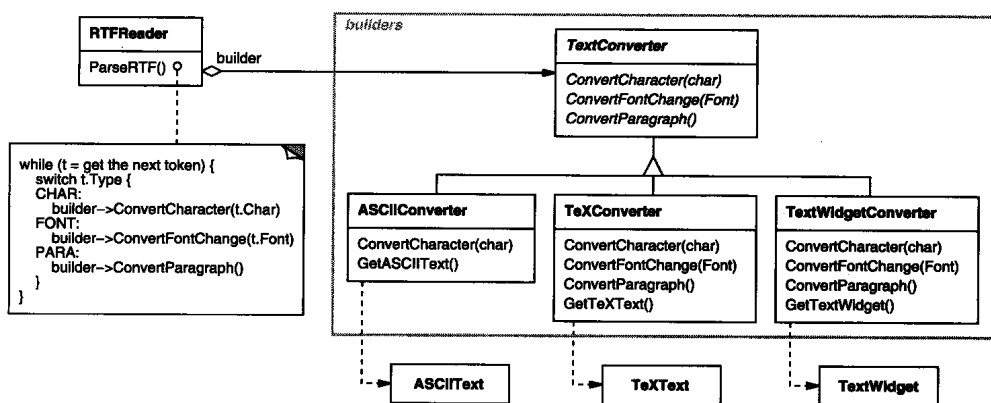 builders
RTFReader
ParseRTF()
builder
TextConverter
ConvertCharacter(char)
ConvertFontChange(Font)
ConvertParagraph()
while (t = get the next token) {
switch t.Type {
CHAR:
builder–>ConvertCharacter(t.Char)
FONT:
builder–>ConvertFontChange(t.Font)
PARA:
builder–>ConvertParagraph()
}
}
ASCIIConverter
ConvertCharacter(char)
GetASCIIText()
TeXConverter
ConvertCharacter(char)
ConvertFontChange(Font)
ConvertParagraph()
GetTeXText()
TextWidgetConverter
ConvertCharacter(char)
ConvertFontChange(Font)
ConvertParagraph()
GetTextWidget()
ASCIIText
TeXText
TextWidget